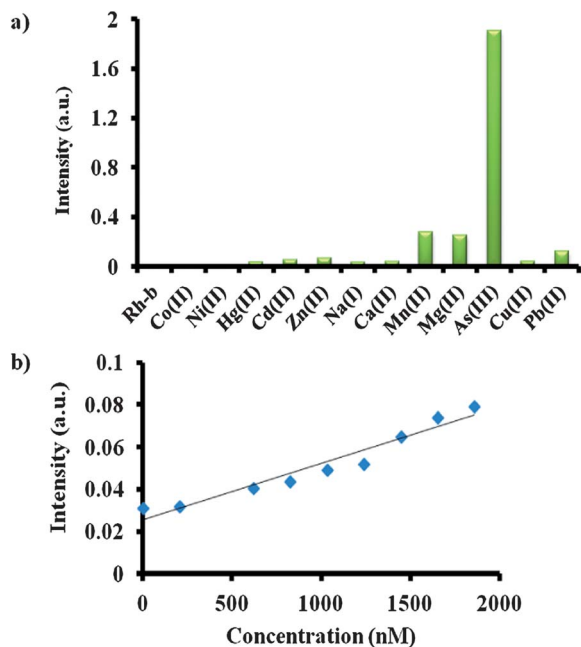 a)
2
1.6
1.2
0.8
0.4
0
Intensity (a.u.)
Rh-b
Co(II)
Ni(II)
Hg(II)
Cd(II)
Zn(II)
Na(I)
Ca(II)
Mn(II)
Mg(II)
As(III)
Cu(II)
Pb(II)
b)
0.1
0.08
0.06
0.04
0.02
0
Intensity (a.u.)
0 500 1000 1500 2000
Concentration (nM)